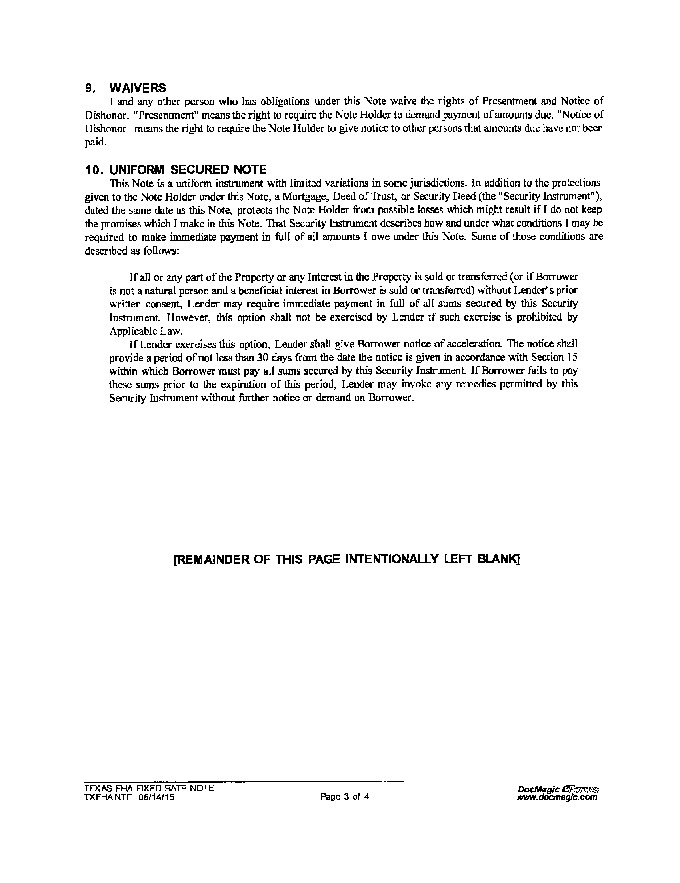 9. WAIVERS
I and any other person who has obligations under this Note waive the rights of Presentment and Notice of
Dishonor. "Presentment" means the right to require the Note Holder to demand payment of amounts due. "Notice of
Dishonor" means the right to require the Note Holder to give notice to other persons that amounts due have not been
paid.
10. UNIFORM SECURED NOTE
This Note is a uniform instrument with limited variations in some jurisdictions. In addition to the protections
given to the Note Holder under this Note, a Mortgage, Deed of Trust, or Security Deed (the "Security Instrument"),
dated the same date as this Note, protects the Note Holder from possible losses which might result if I do not keep
the promises which I make in this Note. That Security Instrument describes how and under what conditions I may be
required to make immediate payment in full of all amounts I owe under this Note. Some of those conditions are
described as follows:
If all or any part of the Property or any Interest in the Property is sold or transferred (or if Borrower
is not a natural person and a beneficial interest in Borrower is sold or transferred) without Lender's prior
written consent, Lender may require immediate payment in full of all sums secured by this Security
Instrument. However, this option shall not be exercised by Lender if such exercise is prohibited by
Applicable Law.
If Lender exercises this option, Lender shall give Borrower notice of acceleration. The notice shall
provide a period of not less than 30 days from the date the notice is given in accordance with Section 15
within which Borrower must pay all sums secured by this Security Instrument. If Borrower fails to pay
these sums prior to the expiration of this period, Lender may invoke any remedies permitted by this
Security Instrument without further notice or demand on Borrower.
[REMAINDER OF THIS PAGE INTENTIONALLY LEFT BLANK]
TEXAS FHA FIXED RATE NOTE
TXFHA.NTE 08/14/15
Page 3 of 4
DocMagic eForms
www.docmagic.com